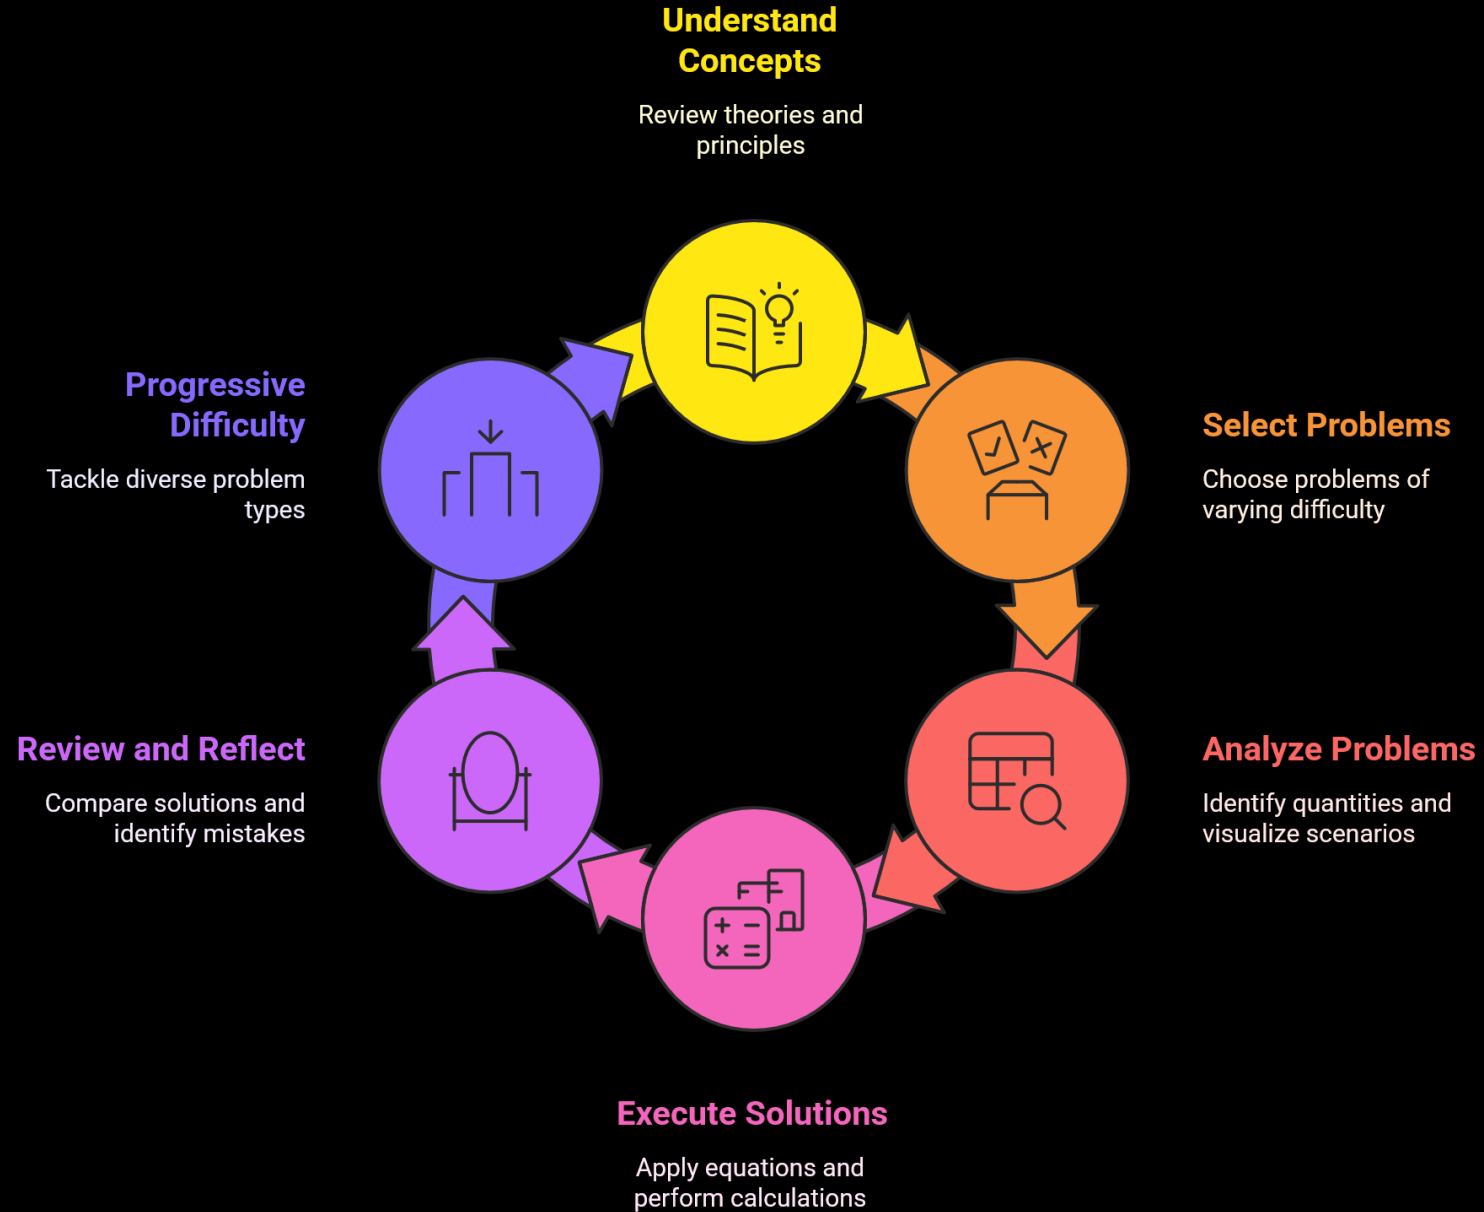 Understand
Concepts
Review theories and
principles
Select Problems
Choose problems of
varying difficulty
Analyze Problems
Identify quantities and
visualize scenarios
Execute Solutions
Apply equations and
perform calculations
Review and Reflect
Compare solutions and
identify mistakes
Progressive
Difficulty
Tackle diverse problem
types